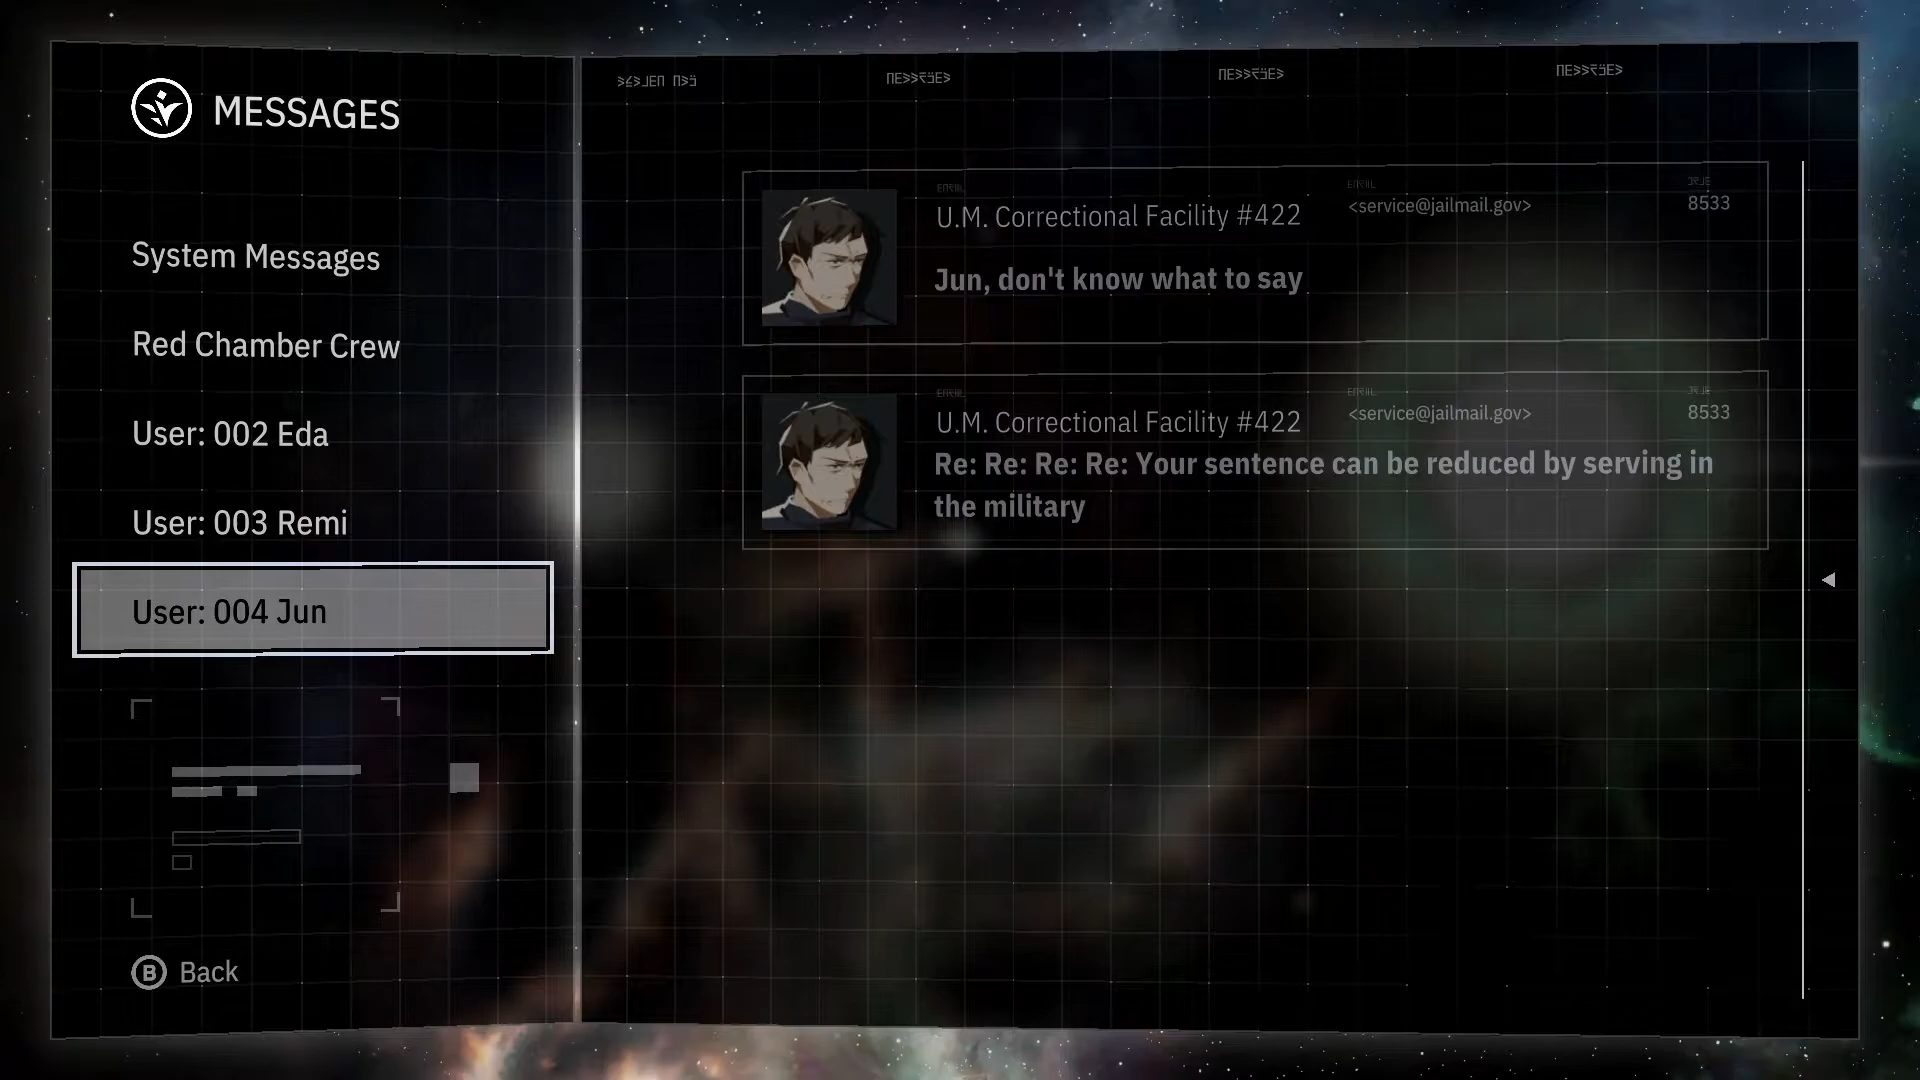 MESSAGES
System Messages
Red Chamber Crew
User: 002 Eda
User: 003 Remi
User: 004 Jun
B Back
U.M. Correctional Facility #422
<service@jailmail.gov>
8533
Jun, don't know what to say
U.M. Correctional Facility #422
<service@jailmail.gov>
8533
Re: Re: Re: Re: Your sentence can be reduced by serving in
the military